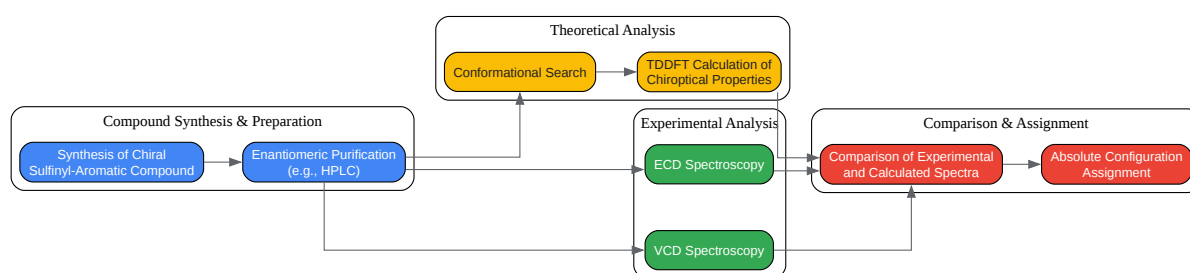 Theoretical Analysis
Conformational Search
TDDFT Calculation of
Chiroptical Properties
Compound Synthesis & Preparation
Synthesis of Chiral
Sulfinyl-Aromatic Compound
Enantiomeric Purification
(e.g., HPLC)
Experimental Analysis
ECD Spectroscopy
VCD Spectroscopy
Comparison & Assignment
Comparison of Experimental
and Calculated Spectra
Absolute Configuration
Assignment